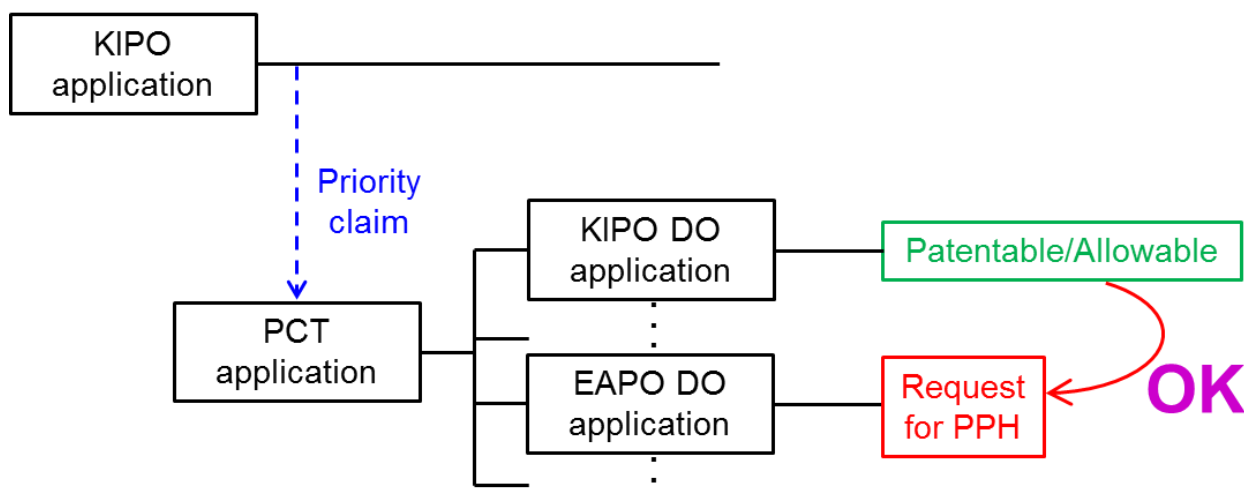 KIPO
application
Priority
claim
KIPO DO
application
Patentable/Allowable
PCT
application
EAPO DO
application
Request
for PPH
OK